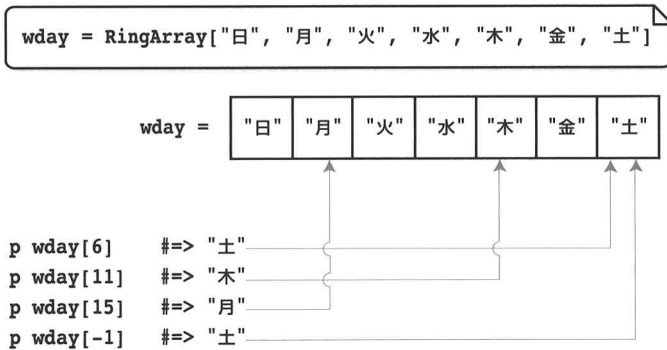 wday = RingArray["日", "月", "火", "水", "木", "金", "土"]
wday = "日" "月" "火" "水" "木" "金" "土"
p wday[6] #=> "土"
p wday[11] #=> "木"
p wday[15] #=> "月"
p wday[-1] #=> "土"